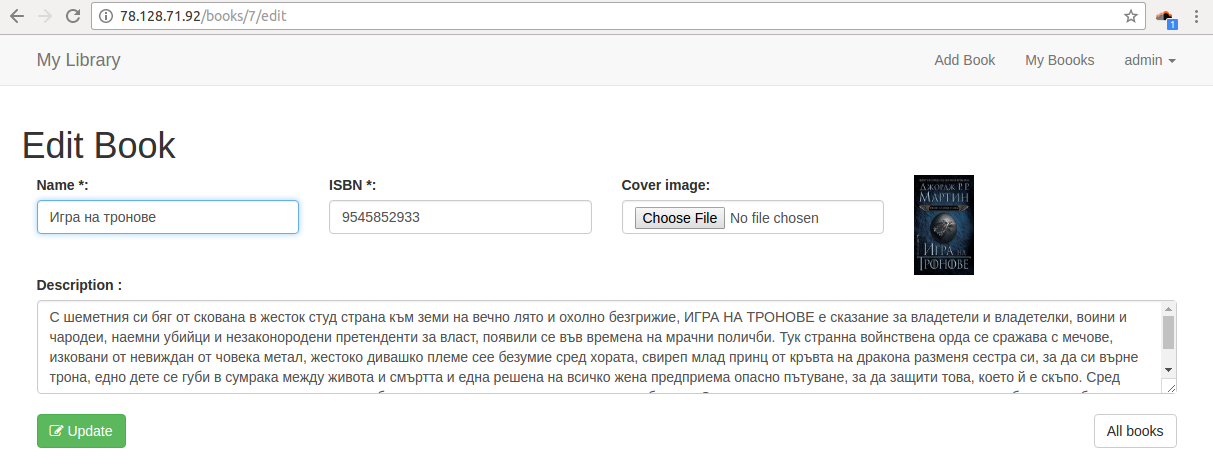 78.128.71.92/books/7/edit
1
My Library
Add Book
My Boooks
admin
Edit Book
Name *:
ISBN *:
Cover image:
Игра на тронове
9545852933
Choose File No file chosen
ДЖОРДЖ Р. Р.
МАРТИН
ИГРА НА
ТРОНОВЕ
Description :
С шеметния си бяг от скована в жесток студ страна към земи на вечно лято и охолно безгрижие, ИГРА НА ТРОНОВЕ е сказание за владетели и владетелки, воини и
чародеи, наемни убийци и незаконородени претенденти за власт, появили се във времена на мрачни поличби. Тук странна войнствена орда се сражава с мечове,
изковани от невиждан от човека метал, жестоко дивашко племе сее безумие сред хората, свиреп млад принц от кръвта на дракона разменя сестра си, за да си върне
трона, едно дете се губи в сумрака между живота и смъртта и една решена на всичко жена предприема опасно пътуване, за да защити това, което й е скъпо. Сред
Update
All books